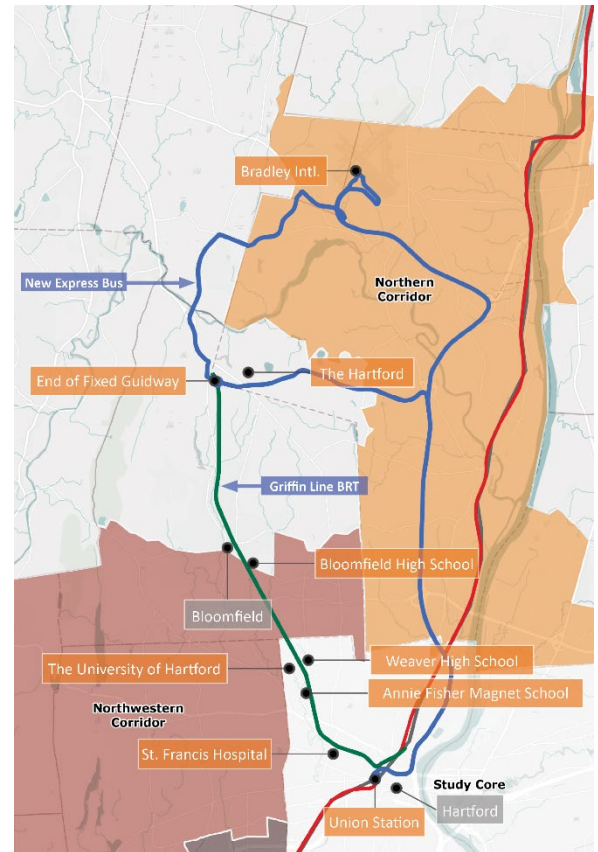 Bradley Intl.
Northern
Corridor
New Express Bus
The Hartford
End of Fixed Guidway
Griffin Line BRT
Bloomfield High School
Bloomfield
Weaver High School
The University of Hartford
Annie Fisher Magnet School
Northwestern
Corridor
St. Francis Hospital
Study Core
Hartford
Union Station